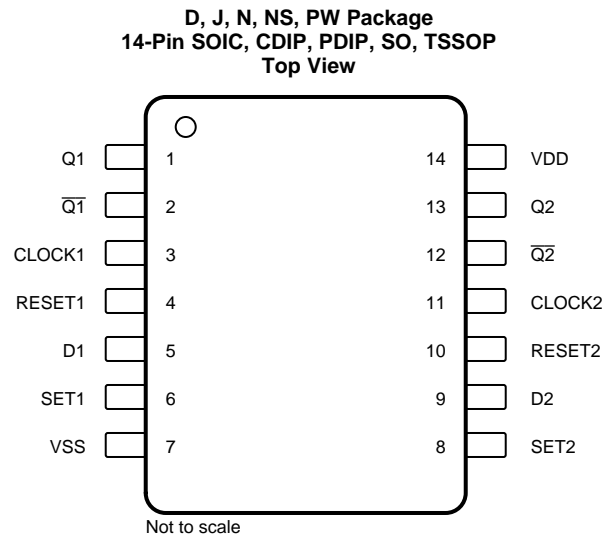 D, J, N, NS, PW Package
14-Pin SOIC, CDIP, PDIP, SO, TSSOP
Top View
Q1 1 14 VDD
Q̅1̅ 2 13 Q2
CLOCK1 3 12 Q̅2̅
RESET1 4 11 CLOCK2
D1 5 10 RESET2
SET1 6 9 D2
VSS 7 8 SET2
Not to scale